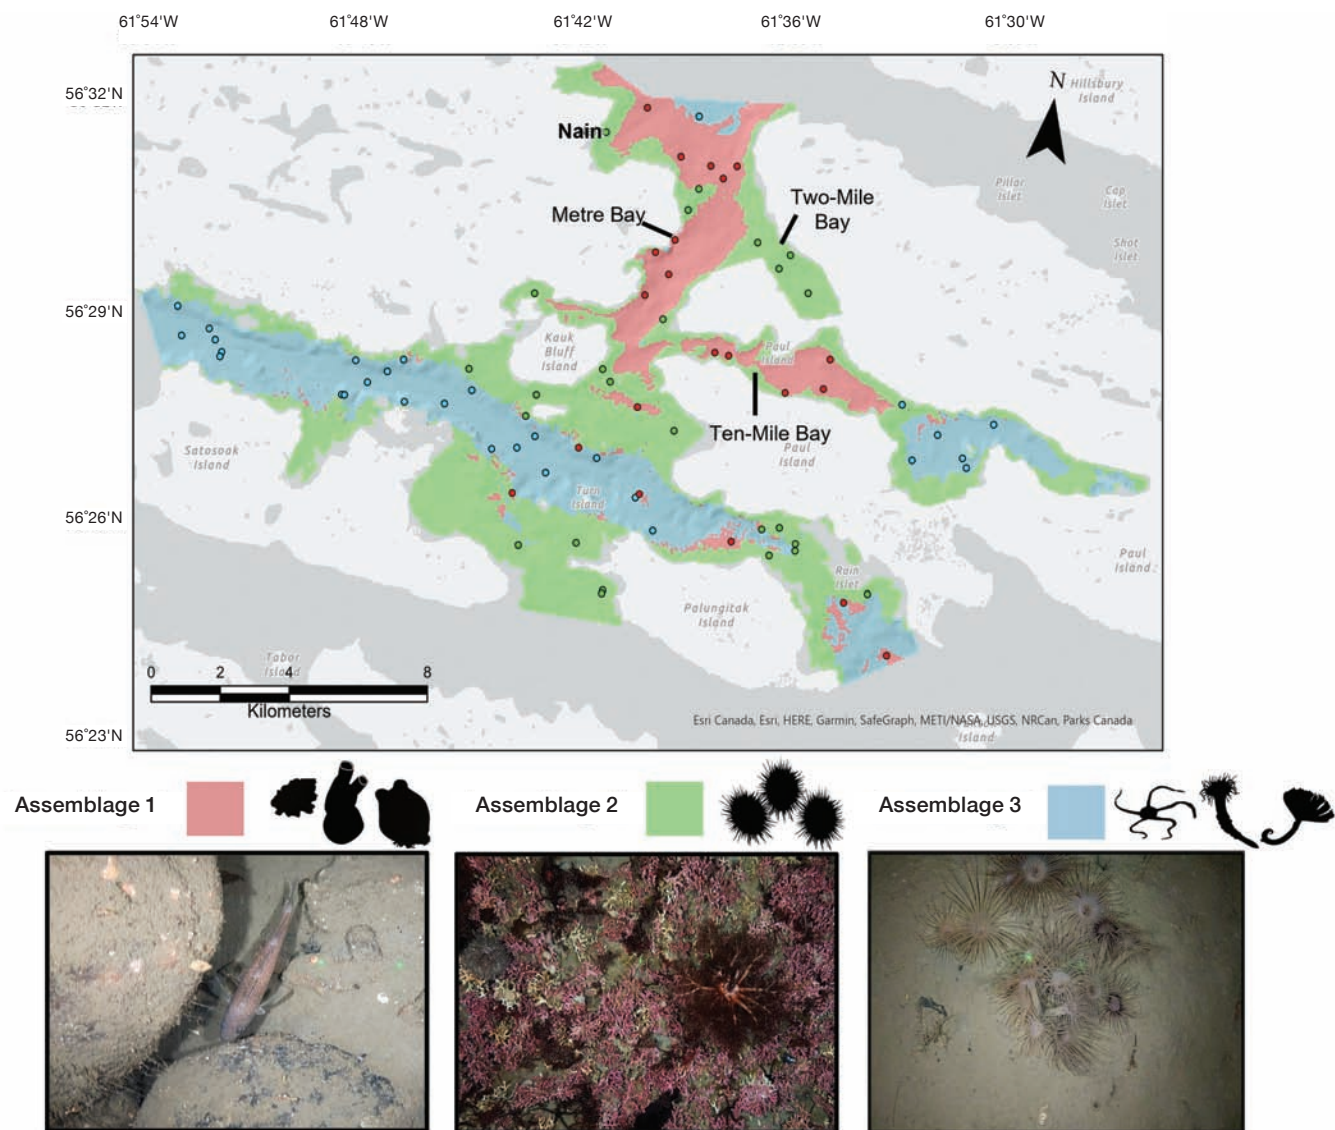 61°54'W 61°48'W 61°42'W 61°36'W 61°30'W
56°32'N
56°29'N
56°26'N
56°23'N
N
Hillsbury
Island
Nain
Pillar
Islet
Cap
Islet
Two-Mile
Bay
Metre Bay
Shot
Islet
Kauk
Bluff
Island
Paul
Island
Ten-Mile Bay
Satosoak
Island
Paul
Island
Turn
Island
Paul
Island
Rain
Islet
Palungitak
Island
Tabor
Island
0 2 4 8
Kilometers
Esri Canada, Esri, HERE, Garmin, SafeGraph, METI/NASA, USGS, NRCan, Parks Canada
Island
Assemblage 1
Assemblage 2
Assemblage 3